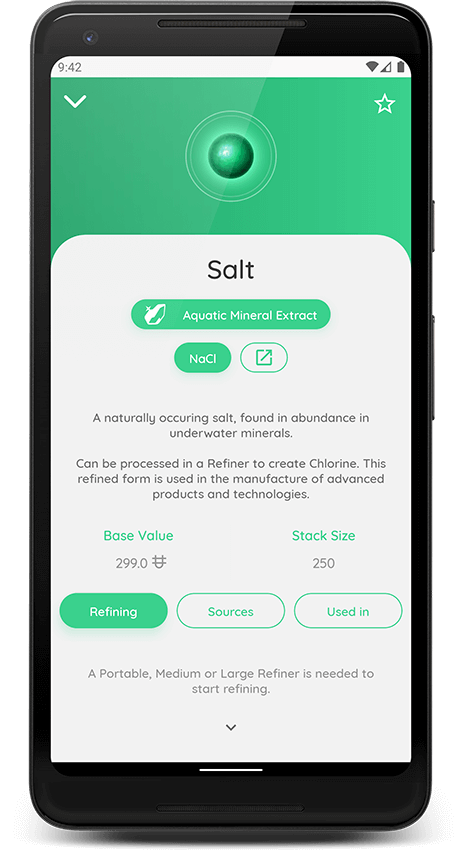 9:42
Salt
Aquatic Mineral Extract
NaCl
A naturally occuring salt, found in abundance in
underwater minerals.
Can be processed in a Refiner to create Chlorine. This
refined form is used in the manufacture of advanced
products and technologies.
Base Value
Stack Size
299.0
250
Refining
Sources
Used in
A Portable, Medium or Large Refiner is needed to
start refining.